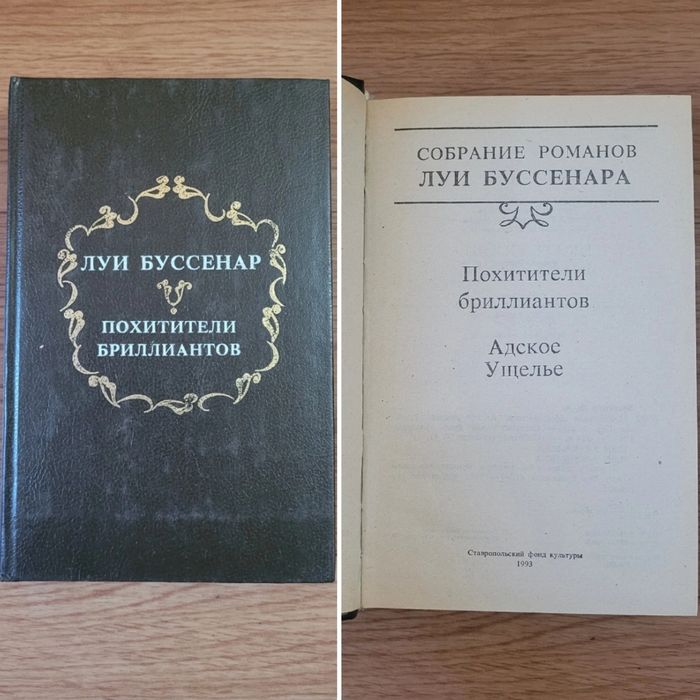 ЛУИ БУССЕНАР
ПОХИТИТЕЛИ
БРИЛЛИАНТОВ
СОБРАНИЕ РОМАНОВ
ЛУИ БУССЕНАРА
Похитители
бриллиантов
Адское
Ущелье
Ставропольский фонд культуры
1993